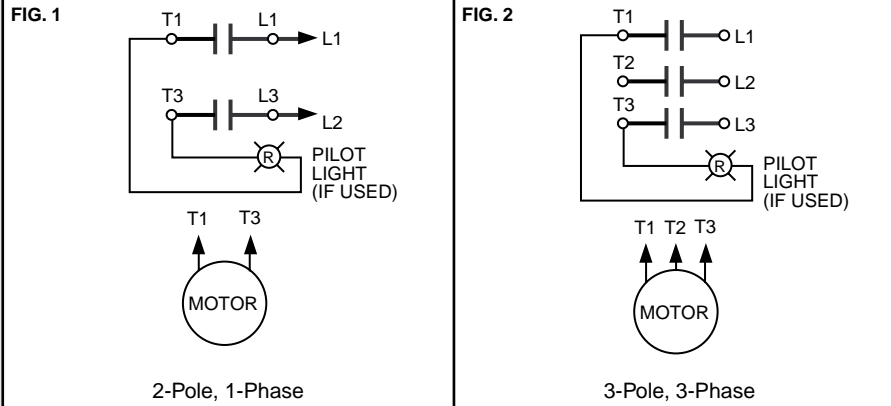 FIG. 1
T1 L1
L1
T3 L3
L2
R
PILOT
LIGHT
(IF USED)
T1 T3
MOTOR
2-Pole, 1-Phase
FIG. 2
T1
L1
T2
L2
T3
L3
R
PILOT
LIGHT
(IF USED)
T1 T2 T3
MOTOR
3-Pole, 3-Phase